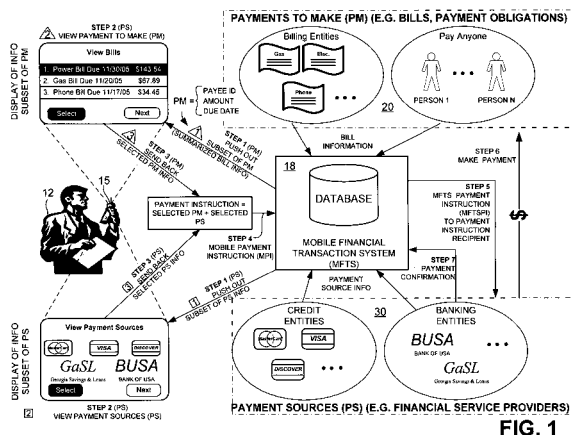 STEP 2 (PS)
2 VIEW PAYMENT TO MAKE (PM)
View Bills
1. Power Bill Due 11/30/05 $143.54
2. Gas Bill Due 11/20/05 $67.89
3. Phone Bill Due 11/17/05 $34.45
Select Next
DISPLAY OF INFO
SUBSET OF PM
PAYMENTS TO MAKE (PM) (E.G. BILLS, PAYMENT OBLIGATIONS)
Billing Entities
Gas
Elec.
Phone
Pay Anyone
PERSON 1 PERSON N
20
PM = PAYEE ID
AMOUNT
DUE DATE
1
STEP 1 (PM)
PUSH OUT
SUBSET OF PM
(SUMMARIZED BILL INFO)
3
STEP 3 (PM)
SEND BACK
SELECTED PM INFO
BILL
INFORMATION
STEP 6
MAKE PAYMENT
$
12
15
PAYMENT INSTRUCTION =
SELECTED PM + SELECTED
PS
STEP 4
MOBILE PAYMENT
INSTRUCTION (MPI)
18
DATABASE
MOBILE FINANCIAL
TRANSACTION SYSTEM
(MFTS)
STEP 5
MFTS PAYMENT
INSTRUCTION
(MFTSPI)
TO PAYMENT
INSTRUCTION
RECIPIENT
STEP 7
PAYMENT
CONFIRMATION
STEP 3 (PS)
3 SEND BACK
SELECTED PS INFO
1
STEP 1 (PS)
PUSH OUT
SUBSET OF PS INFO
PAYMENT
SOURCE INFO
DISPLAY OF INFO
SUBSET OF PS
View Payment Sources
MasterCard VISA DISCOVER
GaSL BUSA
Georgia Savings & Loans BANK OF USA
Select Next
2
STEP 2 (PS)
VIEW PAYMENT SOURCES (PS)
CREDIT
ENTITIES
MasterCard VISA
DISCOVER
30
BANKING
ENTITIES
BUSA
BANK OF USA
GaSL
Georgia Savings & Loans
PAYMENT SOURCES (PS) (E.G. FINANCIAL SERVICE PROVIDERS)
FIG. 1